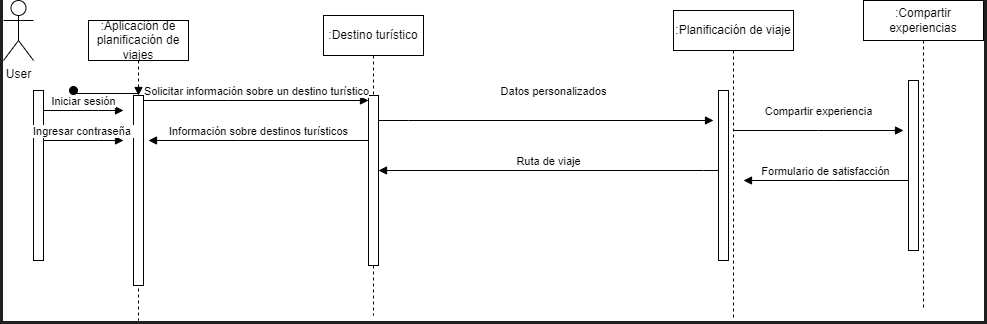 :Aplicación de
planificación de
viajes
:Destino turístico
:Planificación de viaje
:Compartir
experiencias
User
Solicitar información sobre un destino turístico
Datos personalizados
Iniciar sesión
Compartir experiencia
Ingresar contraseña
Información sobre destinos turísticos
Ruta de viaje
Formulario de satisfacción